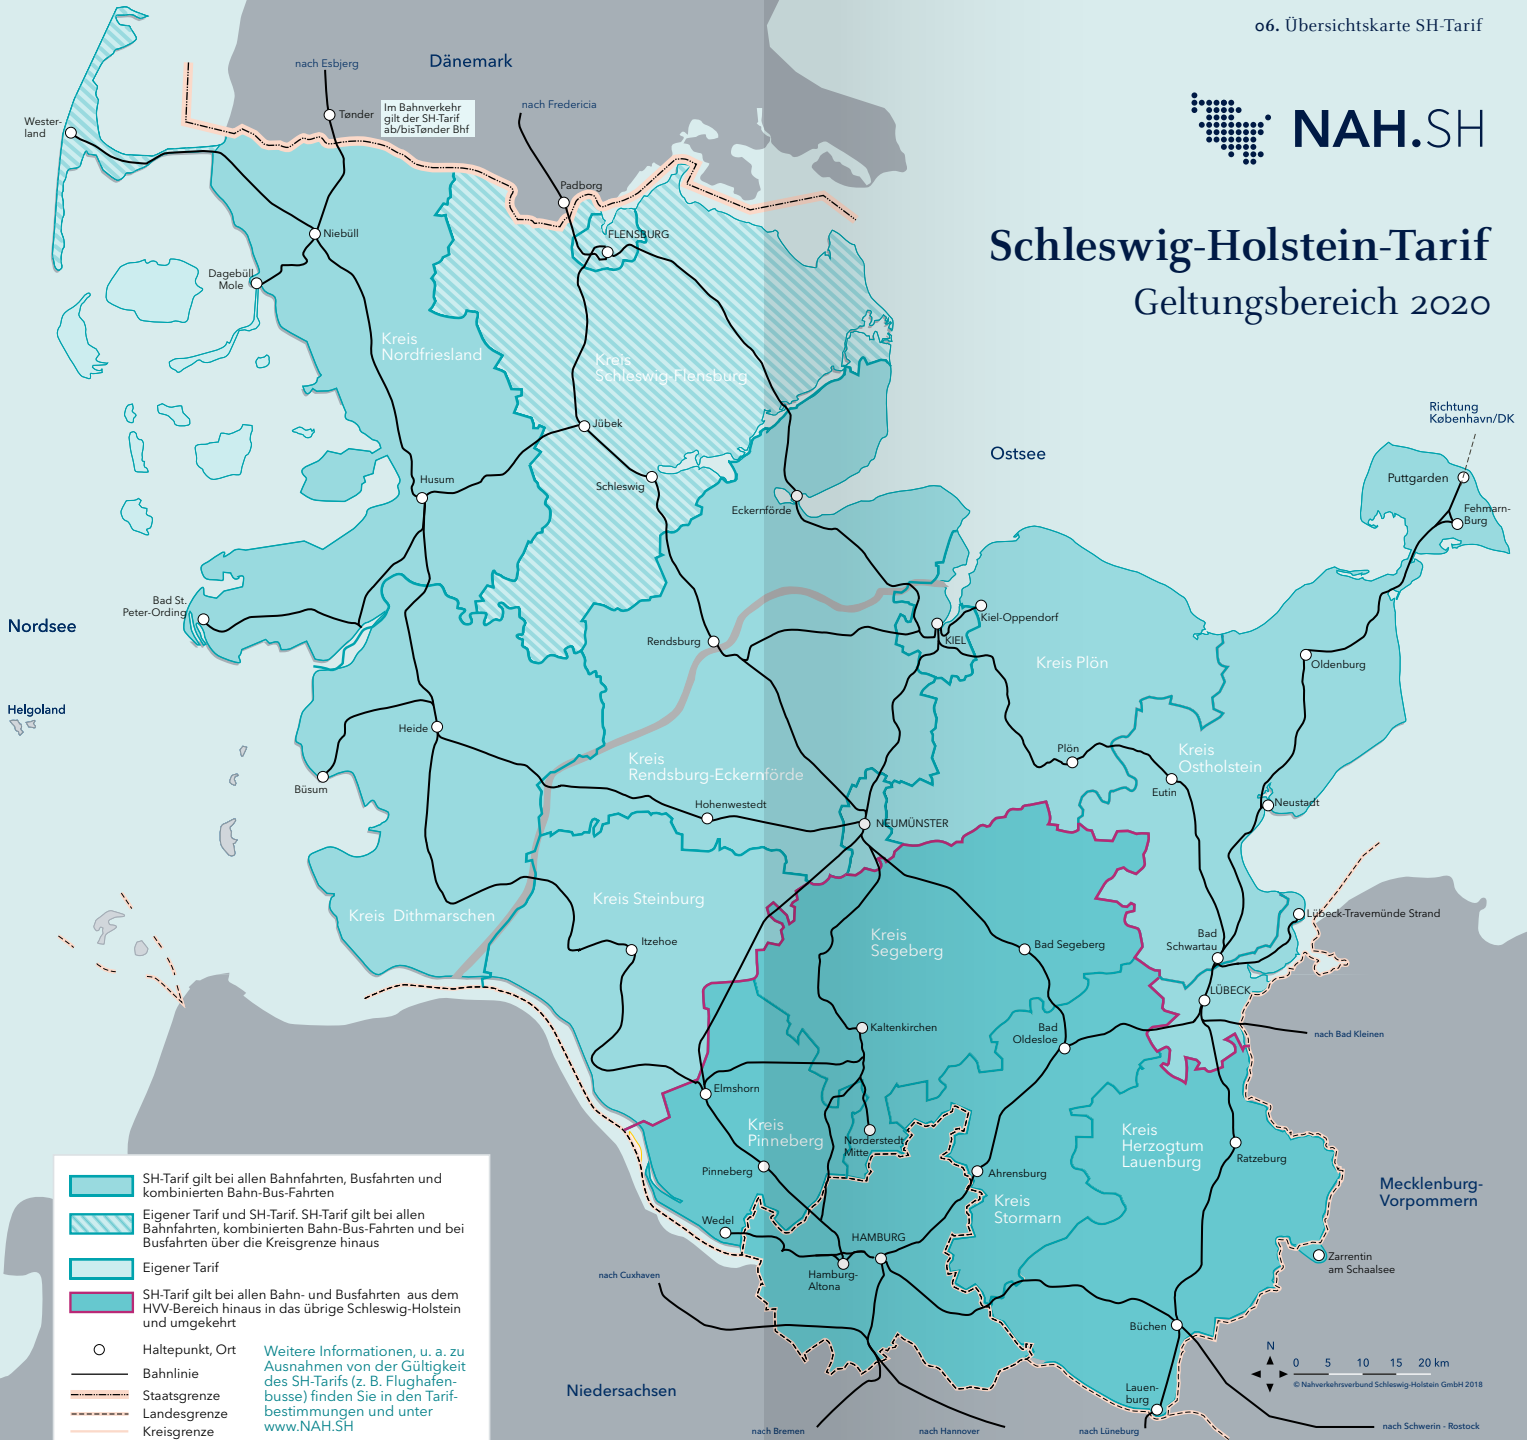 06. Übersichtskarte SH-Tarif
NAH.SH
Schleswig-Holstein-Tarif
Geltungsbereich 2020
Dänemark
nach Esbjerg
Tønder
Im Bahnverkehr
gilt der SH-Tarif
ab/bisTønder Bhf
nach Fredericia
Wester-
land
Padborg
FLENSBURG
Niebüll
Dagebüll
Mole
Kreis
Nordfriesland
Kreis
Schleswig-Flensburg
Jübek
Richtung
København/DK
Ostsee
Puttgarden
Fehmarn-
Burg
Husum
Schleswig
Eckernförde
Bad St.
Peter-Ording
Nordsee
Kiel-Oppendorf
KIEL
Rendsburg
Kreis Plön
Oldenburg
Helgoland
Heide
Plön
Kreis
Ostholstein
Eutin
Kreis
Rendsburg-Eckernförde
Büsum
Hohenwestedt
NEUMÜNSTER
Neustadt
Kreis Steinburg
Kreis Dithmarschen
Lübeck-Travemünde Strand
Itzehoe
Kreis
Segeberg
Bad Segeberg
Bad
Schwartau
LÜBECK
Kaltenkirchen
Bad
Oldesloe
nach Bad Kleinen
Elmshorn
Kreis
Pinneberg
Norderstedt
Mitte
Kreis
Herzogtum
Lauenburg
Ratzeburg
Pinneberg
Ahrensburg
Kreis
Stormarn
Mecklenburg-
Vorpommern
Wedel
HAMBURG
Hamburg-
Altona
Zarrentin
am Schaalsee
nach Cuxhaven
Büchen
Niedersachsen
Lauen-
burg
nach Bremen
nach Hannover
nach Lüneburg
nach Schwerin - Rostock
N
0 5 10 15 20 km
© Nahverkehrsverbund Schleswig-Holstein GmbH 2018
SH-Tarif gilt bei allen Bahnfahrten, Busfahrten und
kombinierten Bahn-Bus-Fahrten
Eigener Tarif und SH-Tarif. SH-Tarif gilt bei allen
Bahnfahrten, kombinierten Bahn-Bus-Fahrten und bei
Busfahrten über die Kreisgrenze hinaus
Eigener Tarif
SH-Tarif gilt bei allen Bahn- und Busfahrten aus dem
HVV-Bereich hinaus in das übrige Schleswig-Holstein
und umgekehrt
Haltepunkt, Ort
Bahnlinie
Staatsgrenze
Landesgrenze
Kreisgrenze
Weitere Informationen, u. a. zu
Ausnahmen von der Gültigkeit
des SH-Tarifs (z. B. Flughafen-
busse) finden Sie in den Tarif-
bestimmungen und unter
www.NAH.SH